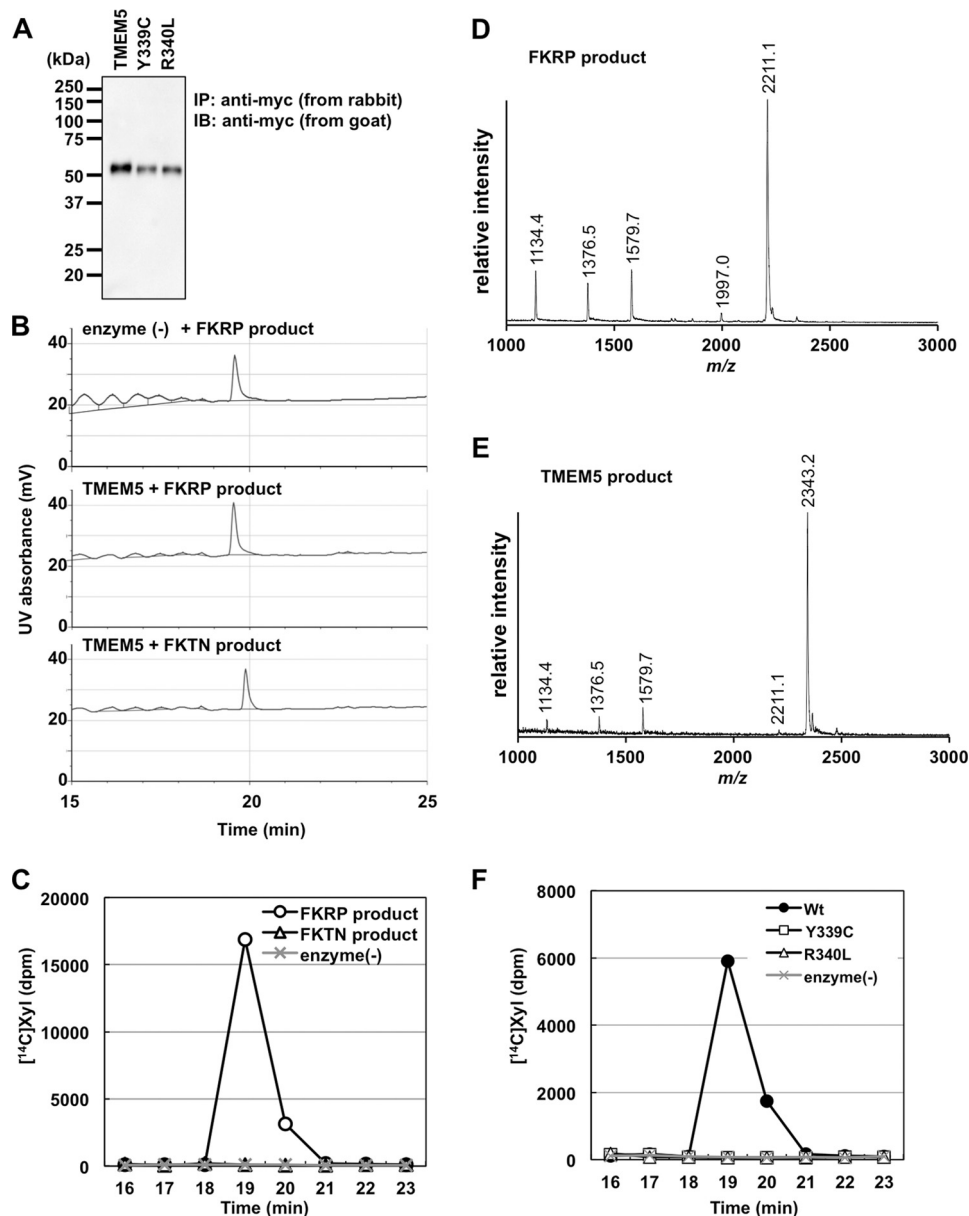 A
(kDa)
TMEM5
Y339C
R340L
250
150
100
75
50
37
25
20
IP: anti-myc (from rabbit)
IB: anti-myc (from goat)
B
UV absorbance (mV)
enzyme (-) + FKRP product
40
20
0
TMEM5 + FKRP product
40
20
0
TMEM5 + FKTN product
40
20
0
15
20
25
Time (min)
C
[¹⁴C]Xyl (dpm)
20000
15000
10000
5000
0
FKRP product
FKTN product
enzyme(-)
16 17 18 19 20 21 22 23
Time (min)
D
FKRP product
relative intensity
1134.4
1376.5
1579.7
1997.0
2211.1
1000 1500 2000 2500 3000
m/z
E
TMEM5 product
relative intensity
1134.4
1376.5
1579.7
2211.1
2343.2
1000 1500 2000 2500 3000
m/z
F
[¹⁴C]Xyl (dpm)
8000
6000
4000
2000
0
Wt
Y339C
R340L
enzyme(-)
16 17 18 19 20 21 22 23
Time (min)